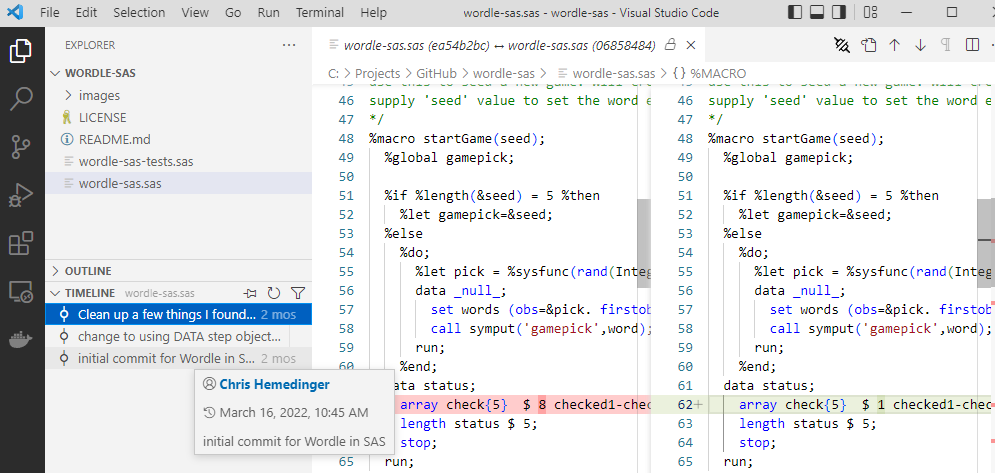 File Edit Selection View Go Run Terminal Help wordle-sas.sas - wordle-sas - Visual Studio Code
EXPLORER
WORDLE-SAS
images
LICENSE
README.md
wordle-sas-tests.sas
wordle-sas.sas
OUTLINE
TIMELINE wordle-sas.sas
Clean up a few things I found... 2 mos
change to using DATA step object...
initial commit for Wordle in S... 2 mos
Chris Hemedinger
March 16, 2022, 10:45 AM
initial commit for Wordle in SAS
wordle-sas.sas (ea54b2bc) ↔ wordle-sas.sas (06858484)
C: > Projects > GitHub > wordle-sas > wordle-sas.sas > {} %MACRO
46 supply 'seed' value to set the word e
47 */
48 %macro startGame(seed);
49 %global gamepick;
50
51 %if %length(&seed) = 5 %then
52 %let gamepick=&seed;
53 %else
54 %do;
55 %let pick = %sysfunc(rand(Integ
56 data _null_;
57 set words (obs=&pick. firstob
58 call symput('gamepick',word);
59 run;
60 %end;
data status;
array check{5} $ 8 checked1-chec
63 length status $ 5;
64 stop;
65 run;
46 supply 'seed' value to set the word e
47 */
48 %macro startGame(seed);
49 %global gamepick;
50
51 %if %length(&seed) = 5 %then
52 %let gamepick=&seed;
53 %else
54 %do;
55 %let pick = %sysfunc(rand(Integ
56 data _null_;
57 set words (obs=&pick. firstob
58 call symput('gamepick',word);
59 run;
60 %end;
61 data status;
62+ array check{5} $ 1 checked1-chec
63 length status $ 5;
64 stop;
65 run;